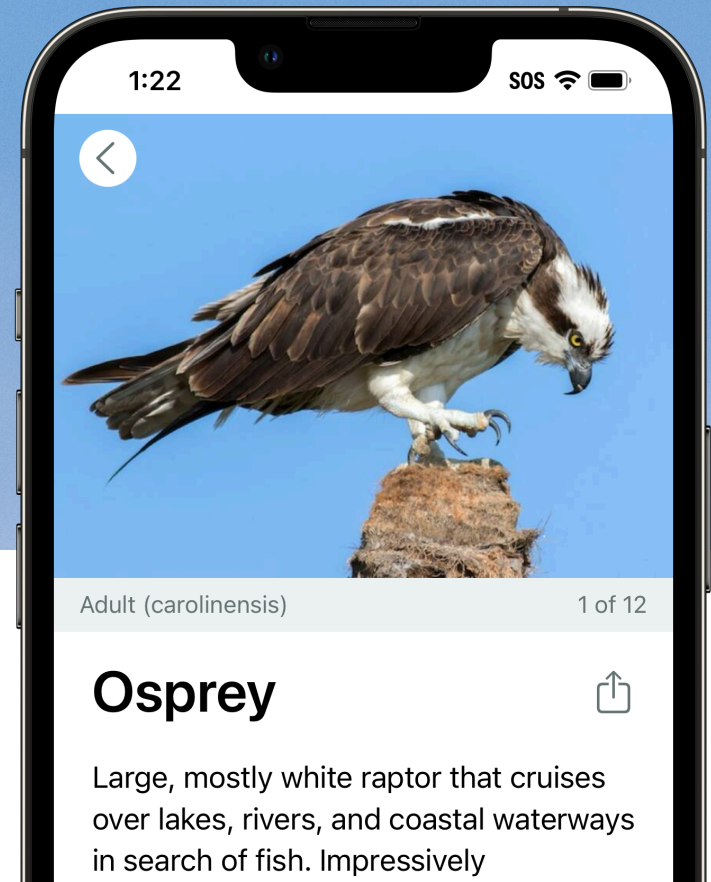 1:22 SOS
Adult (carolinensis) 1 of 12
Osprey
Large, mostly white raptor that cruises
over lakes, rivers, and coastal waterways
in search of fish. Impressively